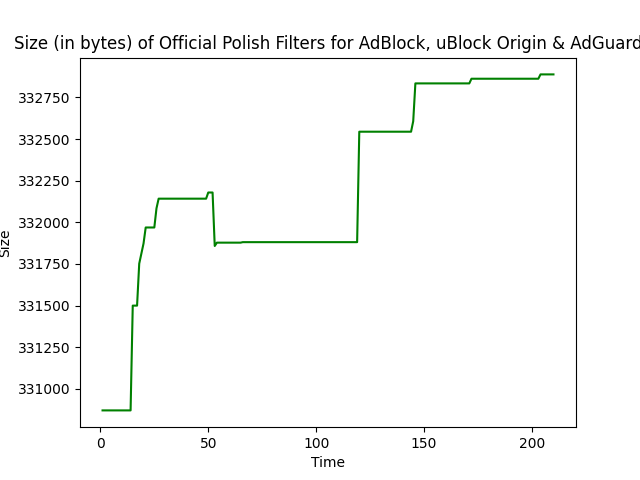 Size (in bytes) of Official Polish Filters for AdBlock, uBlock Origin & AdGuard
332750
332500
332250
332000
331750
331500
331250
331000
Size
0 50 100 150 200
Time